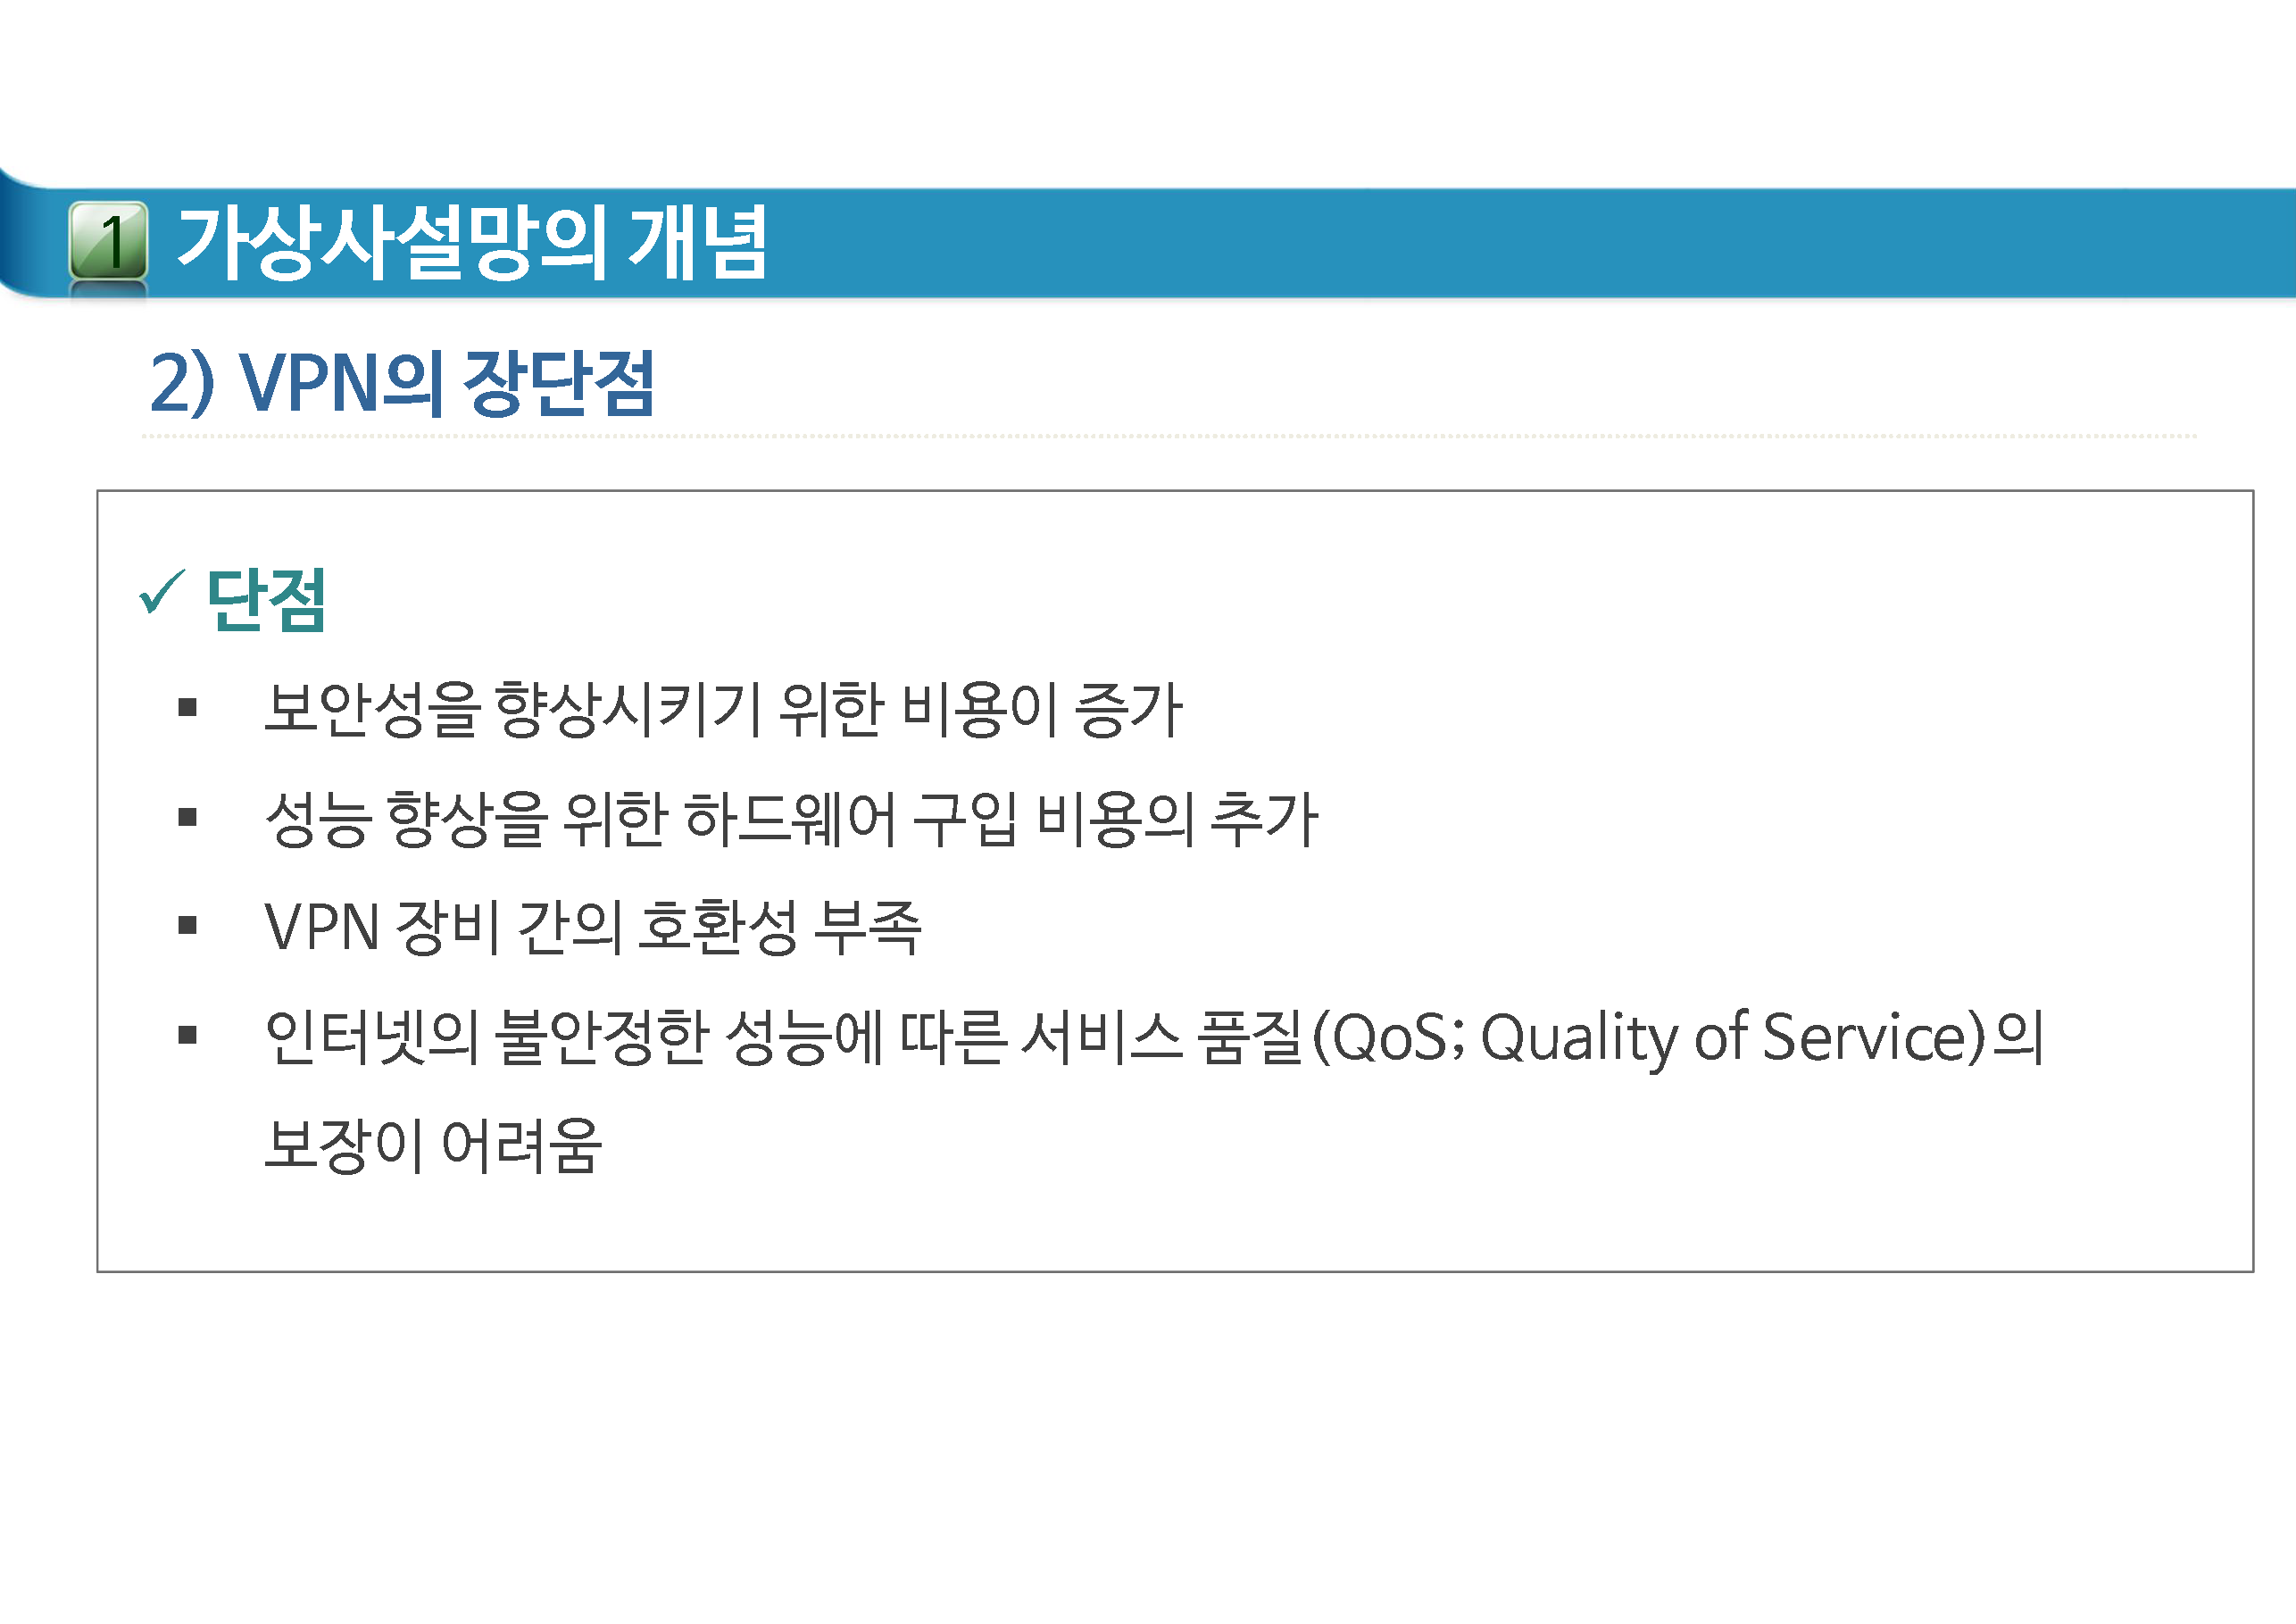 1 가상사설망의 개념
2) VPN의 장단점
✓ 단점
▪ 보안성을 향상시키기 위한 비용이 증가
▪ 성능 향상을 위한 하드웨어 구입 비용의 추가
▪ VPN 장비 간의 호환성 부족
▪ 인터넷의 불안정한 성능에 따른 서비스 품질(QoS; Quality of Service)의
보장이 어려움